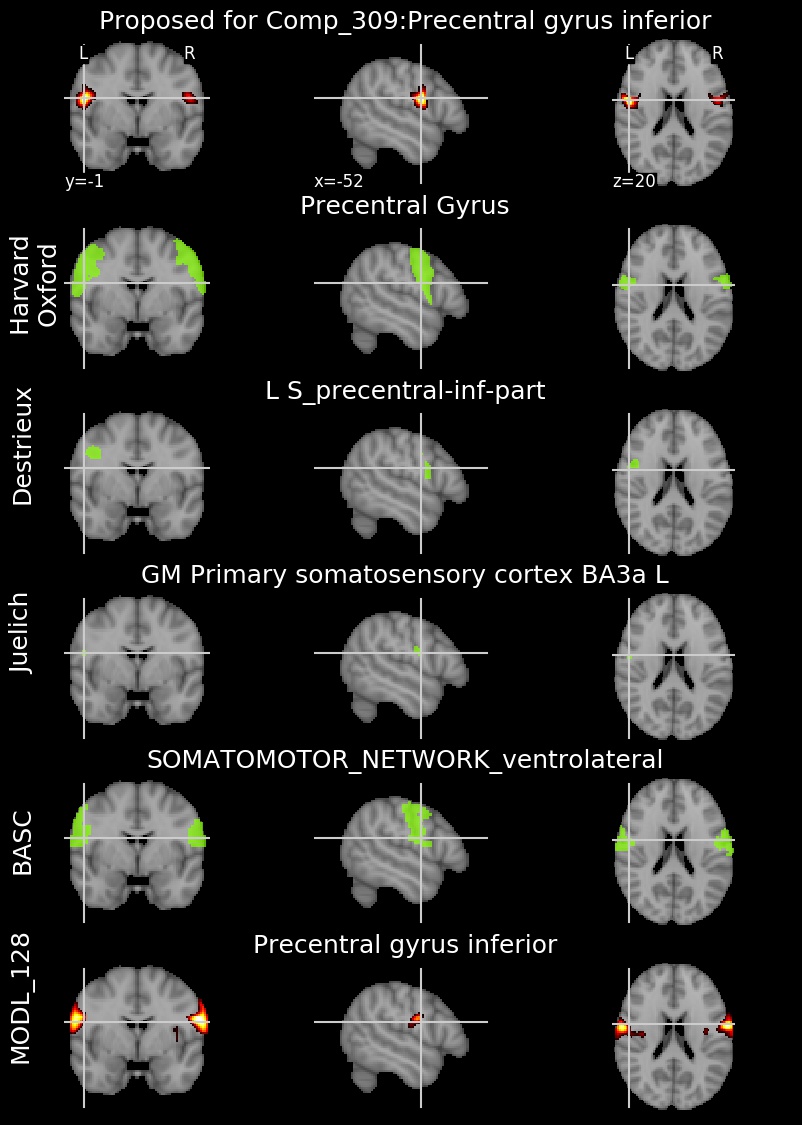 Proposed for Comp_309:Precentral gyrus inferior
L R L R
y=-1 x=-52 z=20
Precentral Gyrus
Harvard
Oxford
L S_precentral-inf-part
Destrieux
GM Primary somatosensory cortex BA3a L
Juelich
SOMATOMOTOR_NETWORK_ventrolateral
BASC
Precentral gyrus inferior
MODL_128